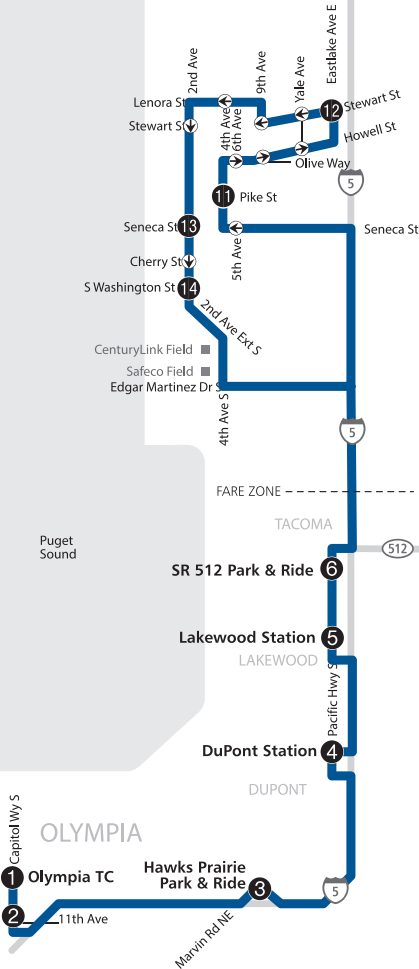 2nd Ave
9th Ave
Yale Ave
Eastlake Ave E
Lenora St
12
Stewart St
Stewart St
4th Ave
6th Ave
Howell St
Olive Way
5
11
Pike St
Seneca St
13
5th Ave
Seneca St
Cherry St
S Washington St
14
2nd Ave Ext S
CenturyLink Field
Safeco Field
Edgar Martinez Dr S
4th Ave S
5
FARE ZONE
TACOMA
512
SR 512 Park & Ride
6
Puget
Sound
Lakewood Station
5
LAKEWOOD
Pacific Hwy S
DuPont Station
4
DUPONT
Capitol Wy S
OLYMPIA
1
Olympia TC
Hawks Prairie
Park & Ride
3
5
2
11th Ave
Marvin Rd NE